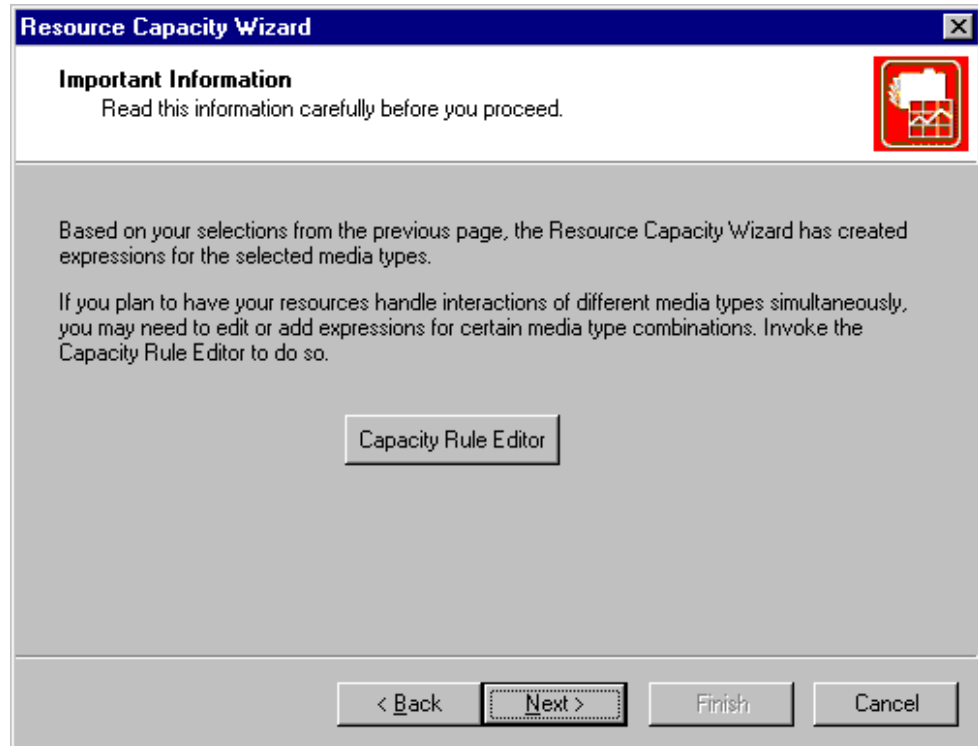 Resource Capacity Wizard
Important Information
Read this information carefully before you proceed.
Based on your selections from the previous page, the Resource Capacity Wizard has created
expressions for the selected media types.
If you plan to have your resources handle interactions of different media types simultaneously,
you may need to edit or add expressions for certain media type combinations. Invoke the
Capacity Rule Editor to do so.
Capacity Rule Editor
< Back Next > Finish Cancel